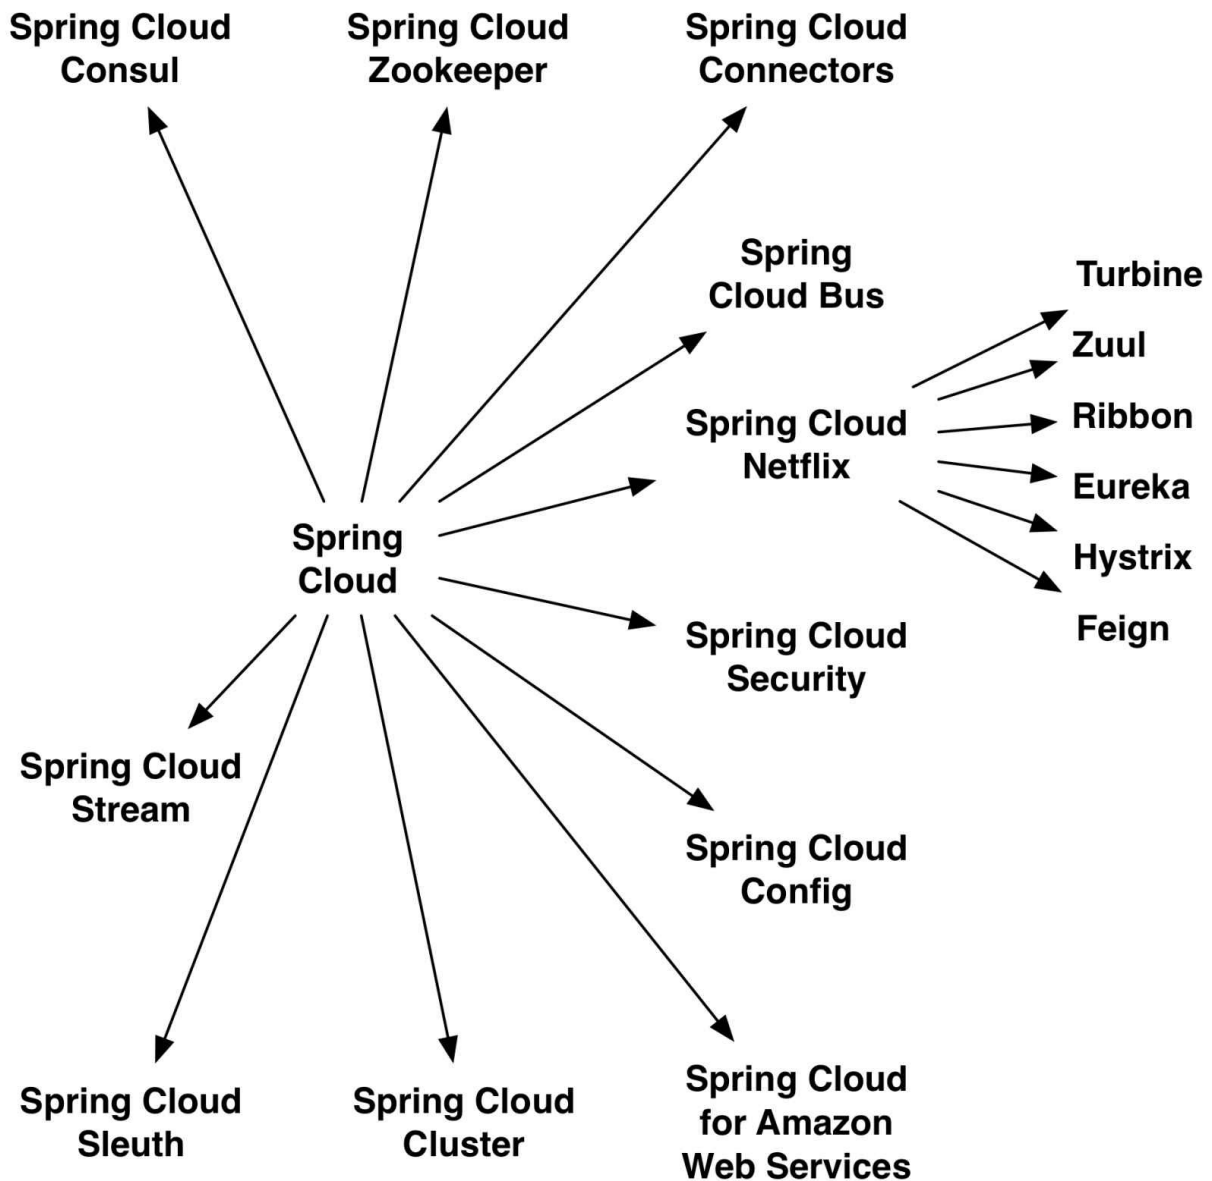 Spring Cloud
Consul
Spring Cloud
Zookeeper
Spring Cloud
Connectors
Spring
Cloud Bus
Turbine
Zuul
Ribbon
Eureka
Hystrix
Feign
Spring Cloud
Netflix
Spring
Cloud
Spring Cloud
Security
Spring Cloud
Stream
Spring Cloud
Config
Spring Cloud
Sleuth
Spring Cloud
Cluster
Spring Cloud
for Amazon
Web Services